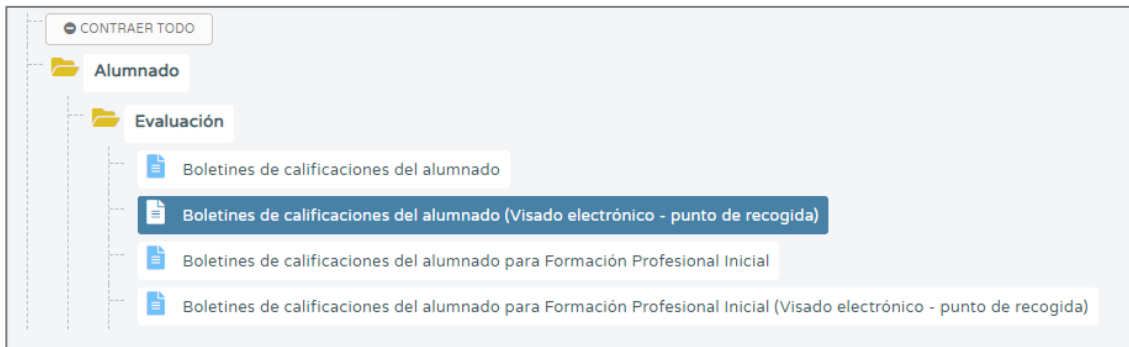 CONTRAER TODO
Alumnado
Evaluación
Boletines de calificaciones del alumnado
Boletines de calificaciones del alumnado (Visado electrónico - punto de recogida)
Boletines de calificaciones del alumnado para Formación Profesional Inicial
Boletines de calificaciones del alumnado para Formación Profesional Inicial (Visado electrónico - punto de recogida)